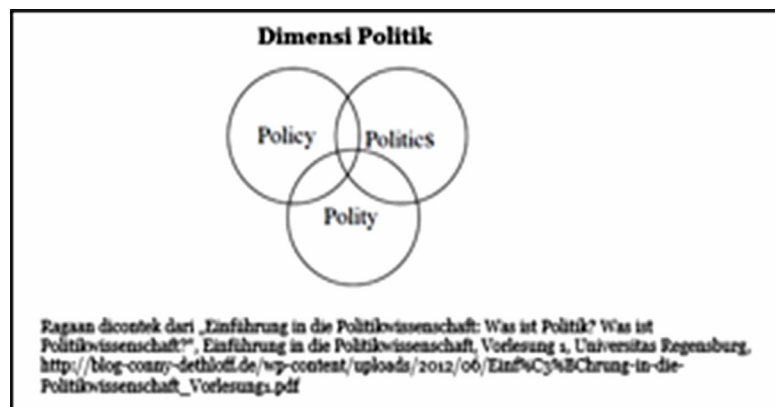 Dimensi Politik
Policy
Politics
Polity
Ragaan dicontek dari „Einführung in die Politikwissenschaft: Was ist Politik? Was ist
Politikwissenschaft?", Einführung in die Politikwissenschaft, Vorlesung 1, Universitas Regensburg,
http://blog-conny-dethloff.de/wp-content/uploads/2012/06/Einf%C3%BChrung-in-die-
Politikwissenschaft_Vorlesung1.pdf